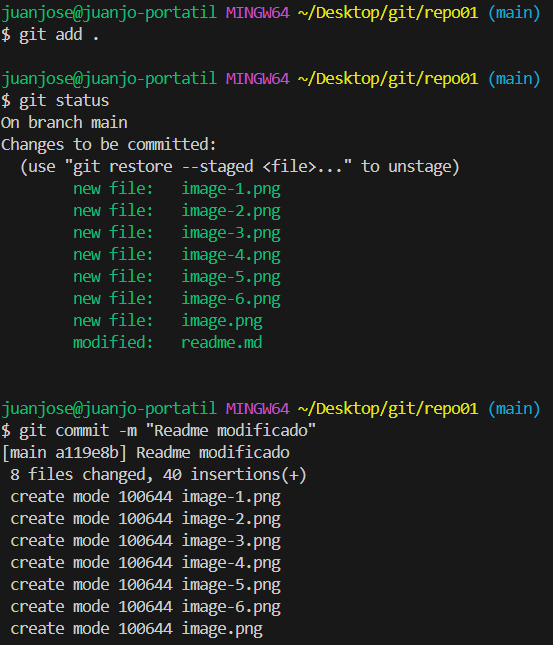 juanjose@juanjo-portatil MINGW64 ~/Desktop/git/repo01 (main)
$ git add .
juanjose@juanjo-portatil MINGW64 ~/Desktop/git/repo01 (main)
$ git status
On branch main
Changes to be committed:
  (use "git restore --staged <file>..." to unstage)
        new file:   image-1.png
        new file:   image-2.png
        new file:   image-3.png
        new file:   image-4.png
        new file:   image-5.png
        new file:   image-6.png
        new file:   image.png
        modified:   readme.md
juanjose@juanjo-portatil MINGW64 ~/Desktop/git/repo01 (main)
$ git commit -m "Readme modificado"
[main a119e8b] Readme modificado
 8 files changed, 40 insertions(+)
 create mode 100644 image-1.png
 create mode 100644 image-2.png
 create mode 100644 image-3.png
 create mode 100644 image-4.png
 create mode 100644 image-5.png
 create mode 100644 image-6.png
 create mode 100644 image.png